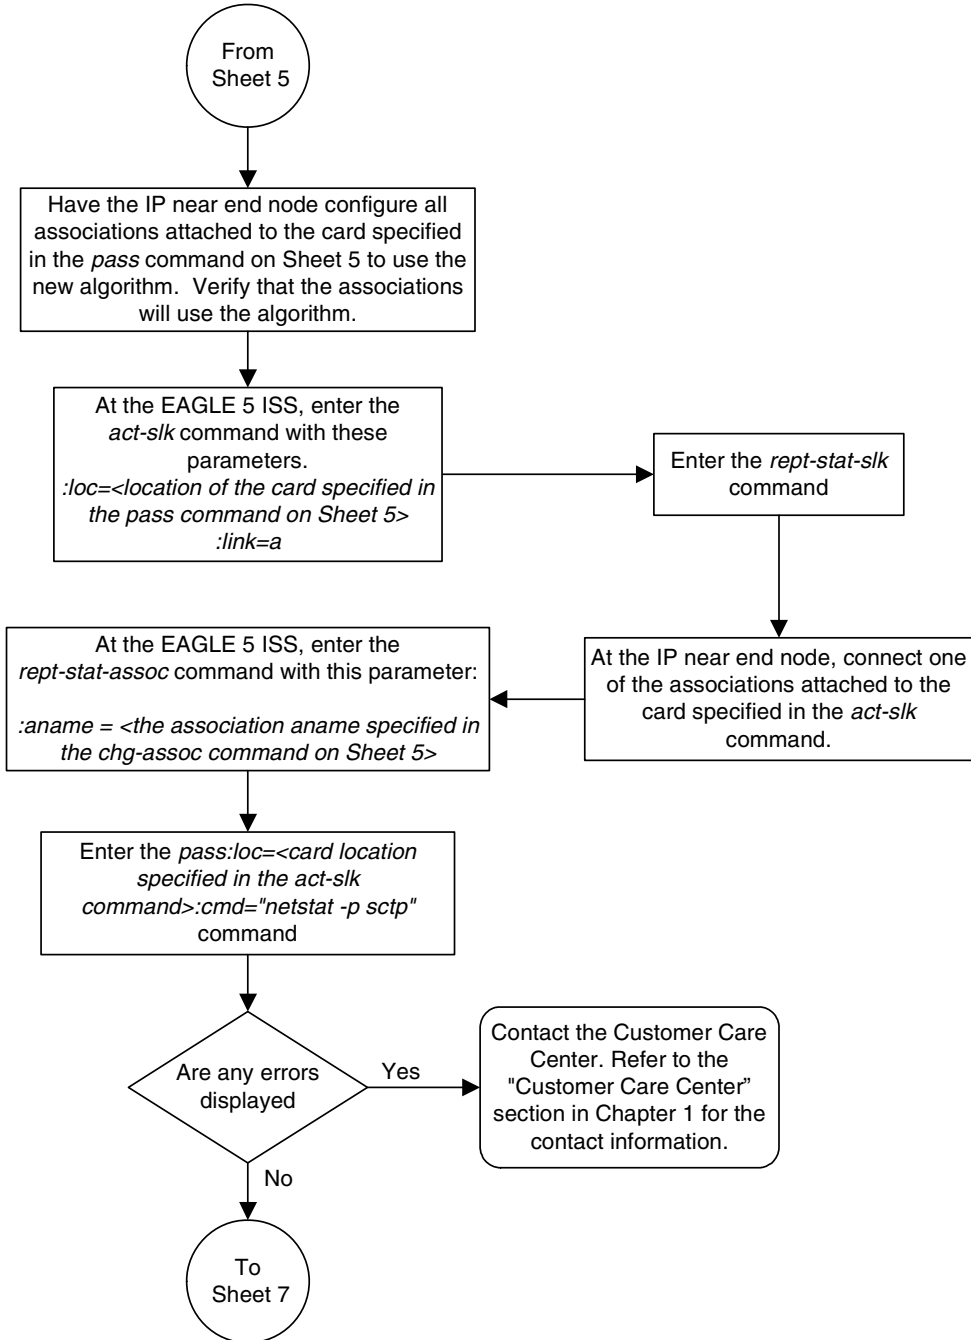 From
Sheet 5
Have the IP near end node configure all
associations attached to the card specified
in the pass command on Sheet 5 to use the
new algorithm.  Verify that the associations
will use the algorithm.
At the EAGLE 5 ISS, enter the
act-slk command with these
parameters.
:loc=<location of the card specified in
the pass command on Sheet 5>
:link=a
Enter the rept-stat-slk
command
At the IP near end node, connect one
of the associations attached to the
card specified in the act-slk
command.
At the EAGLE 5 ISS, enter the
rept-stat-assoc command with this parameter:
:aname = <the association aname specified in
the chg-assoc command on Sheet 5>
Enter the pass:loc=<card location
specified in the act-slk
command>:cmd="netstat -p sctp"
command
Are any errors
displayed
Yes
Contact the Customer Care
Center. Refer to the
"Customer Care Center”
section in Chapter 1 for the
contact information.
No
To
Sheet 7